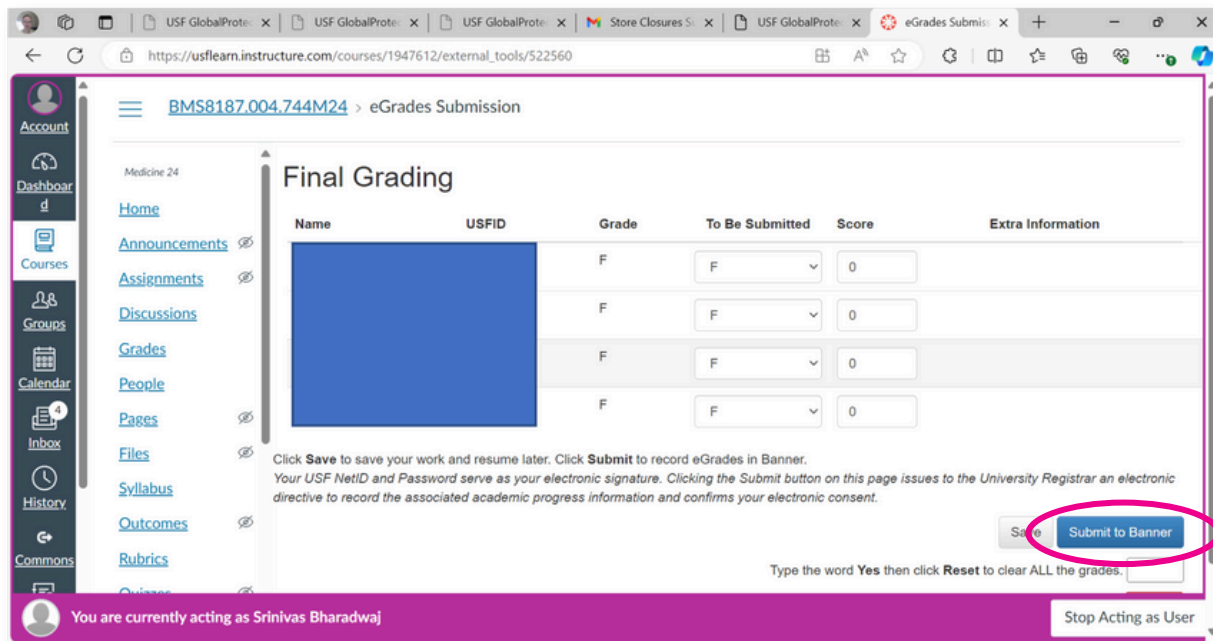 USF GlobalProte
USF GlobalProte
USF GlobalProte
Store Closures S
USF GlobalProte
eGrades Submiss
https://usflearn.instructure.com/courses/1947612/external_tools/522560
Account
Dashboar
d
Courses
Groups
Calendar
4
Inbox
History
Commons
BMS8187.004.744M24 > eGrades Submission
Medicine 24
Home
Announcements
Assignments
Discussions
Grades
People
Pages
Files
Syllabus
Outcomes
Rubrics
Quizzes
Final Grading
Name USFID Grade To Be Submitted Score Extra Information
F F 0
F F 0
F F 0
F F 0
Click Save to save your work and resume later. Click Submit to record eGrades in Banner.
Your USF NetID and Password serve as your electronic signature. Clicking the Submit button on this page issues to the University Registrar an electronic
directive to record the associated academic progress information and confirms your electronic consent.
Save Submit to Banner
Type the word Yes then click Reset to clear ALL the grades.
You are currently acting as Srinivas Bharadwaj
Stop Acting as User